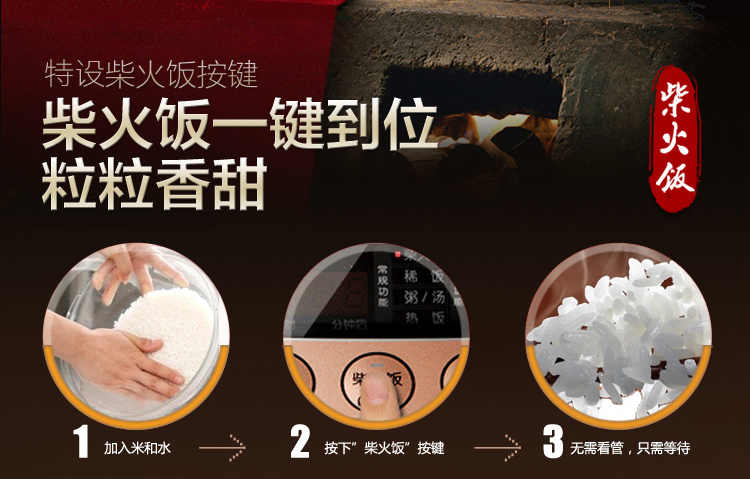 特设柴火饭按键
柴火饭一键到位
粒粒香甜
柴火饭
常规功能
稀饭
粥/汤
热饭
分钟后
柴饭
1 加入米和水
2 按下”柴火饭”按键
3 无需看管，只需等待